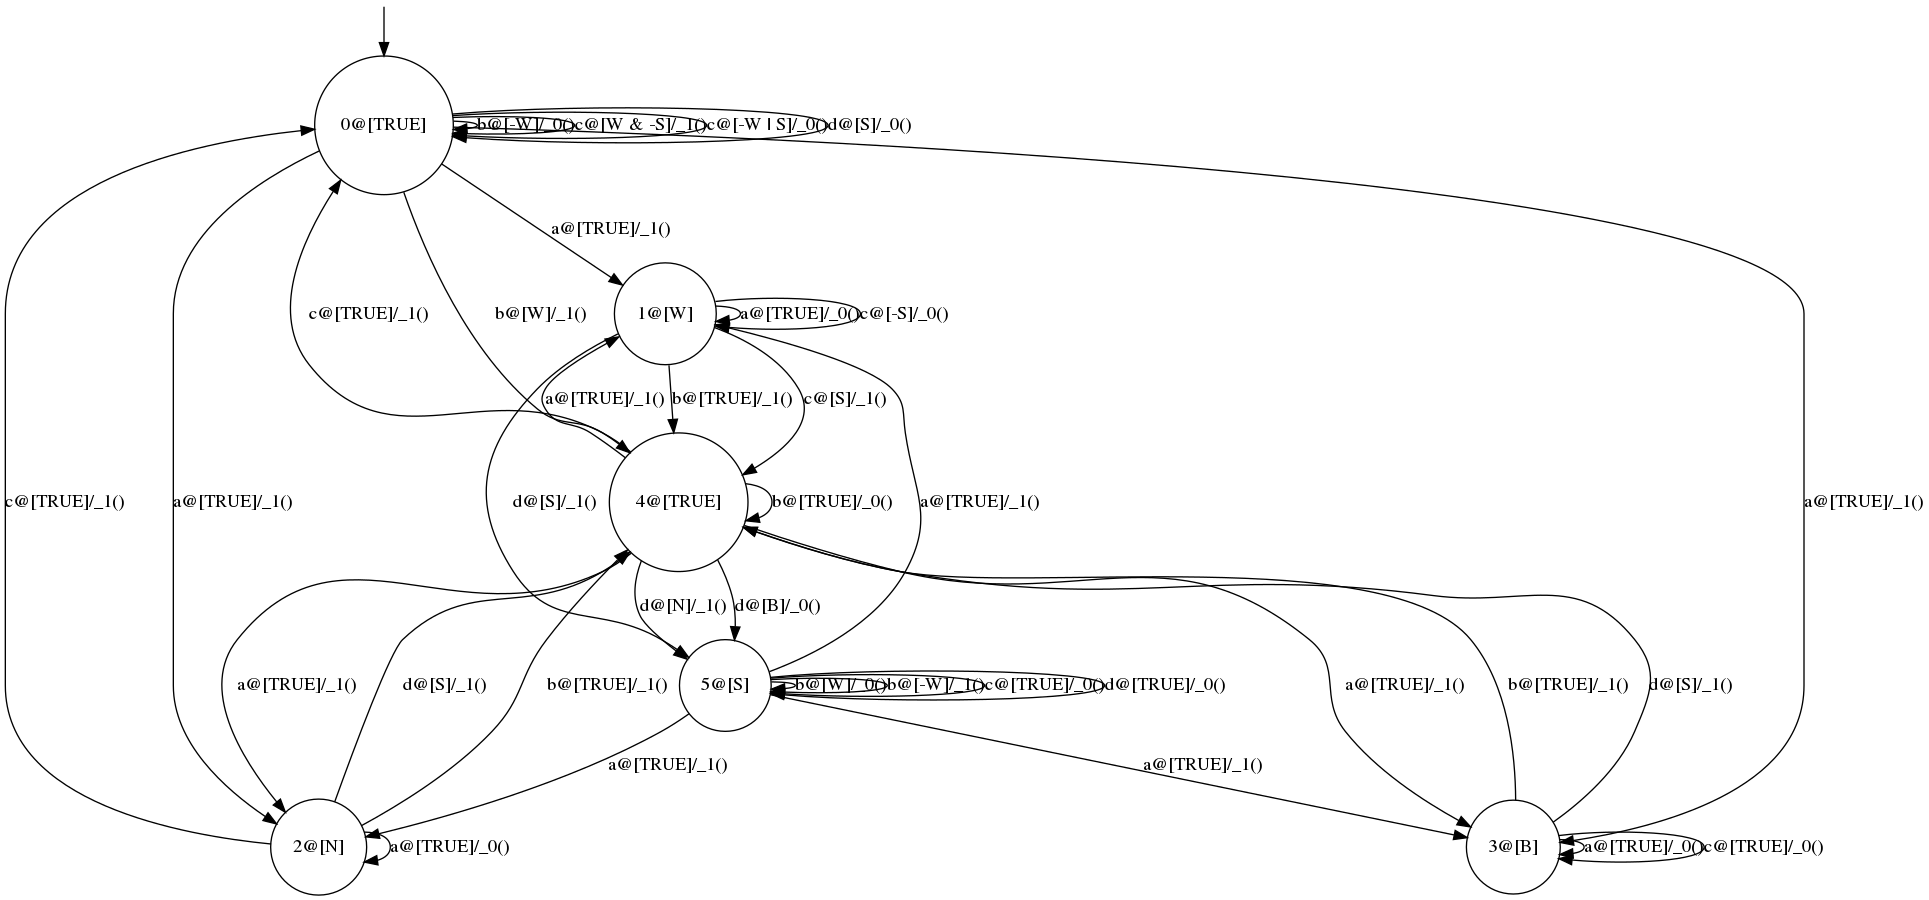 0@[TRUE] b@[-W]/_0() c@[W & -S]/_1() c@[-W | S]/_0() d@[S]/_0()
a@[TRUE]/_1()
c@[TRUE]/_1() b@[W]/_1() 1@[W] a@[TRUE]/_0() c@[-S]/_0()
a@[TRUE]/_1() b@[TRUE]/_1() c@[S]/_1()
c@[TRUE]/_1() a@[TRUE]/_1() d@[S]/_1() 4@[TRUE] b@[TRUE]/_0() a@[TRUE]/_1() a@[TRUE]/_1()
d@[N]/_1() d@[B]/_0()
a@[TRUE]/_1() d@[S]/_1() b@[TRUE]/_1() 5@[S] b@[W]/_0() b@[-W]/_1() c@[TRUE]/_0() d@[TRUE]/_0() a@[TRUE]/_1() b@[TRUE]/_1() d@[S]/_1()
a@[TRUE]/_1() a@[TRUE]/_1()
2@[N] a@[TRUE]/_0() 3@[B] a@[TRUE]/_0() c@[TRUE]/_0()